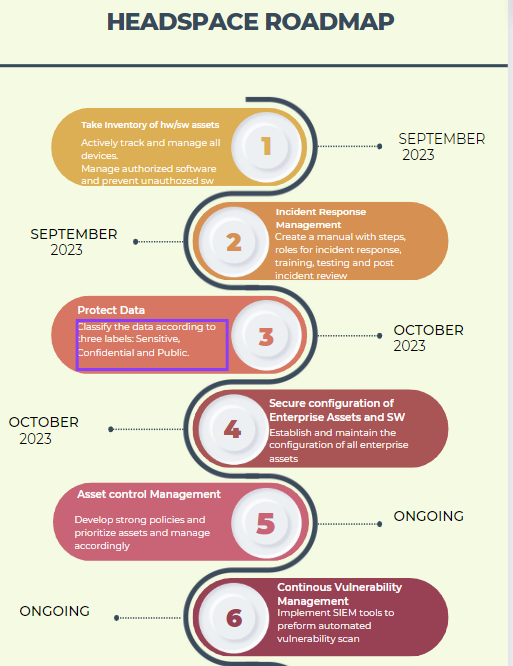 HEADSPACE ROADMAP
Take Inventory of hw/sw assets
Actively track and manage all
devices.
Manage authorized software
and prevent unauthozed sw
1
SEPTEMBER
2023
SEPTEMBER
2023
2
Incident Response
Management
Create a manual with steps,
roles for incident response,
training, testing and post
incident review
Protect Data
Classify the data according to
three labels: Sensitive,
Confidential and Public.
3
OCTOBER
2023
OCTOBER
2023
4
Secure configuration of
Enterprise Assets and SW
Establish and maintain the
configuration of all enterprise
assets
Asset control Management
Develop strong policies and
prioritize assets and manage
accordingly
5
ONGOING
ONGOING
6
Continous Vulnerability
Management
Implement SIEM tools to
preform automated
vulnerability scan